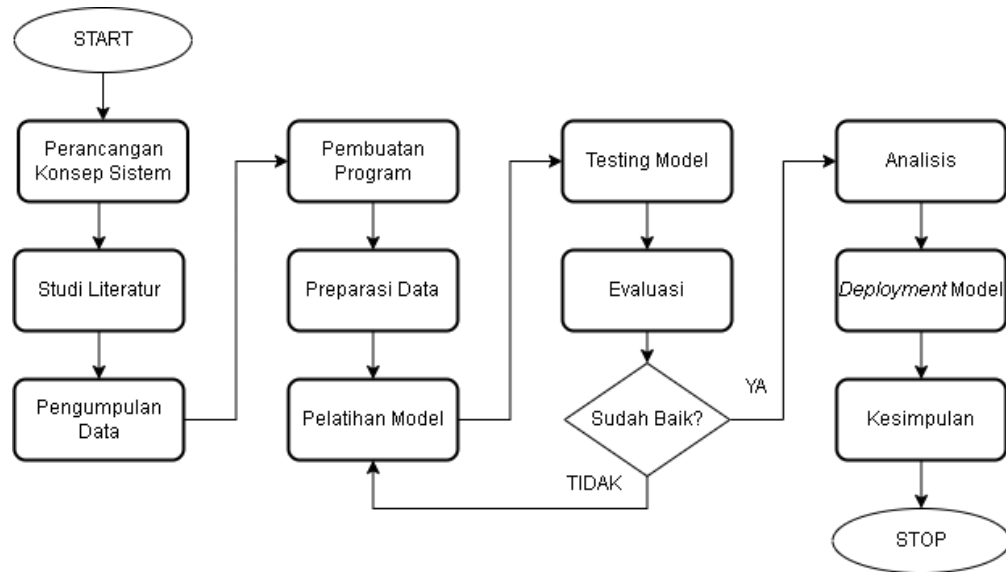 START
Perancangan
Konsep Sistem
Studi Literatur
Pengumpulan
Data
Pembuatan
Program
Preparasi Data
Pelatihan Model
Testing Model
Evaluasi
Sudah Baik?
TIDAK
YA
Analisis
Deployment Model
Kesimpulan
STOP